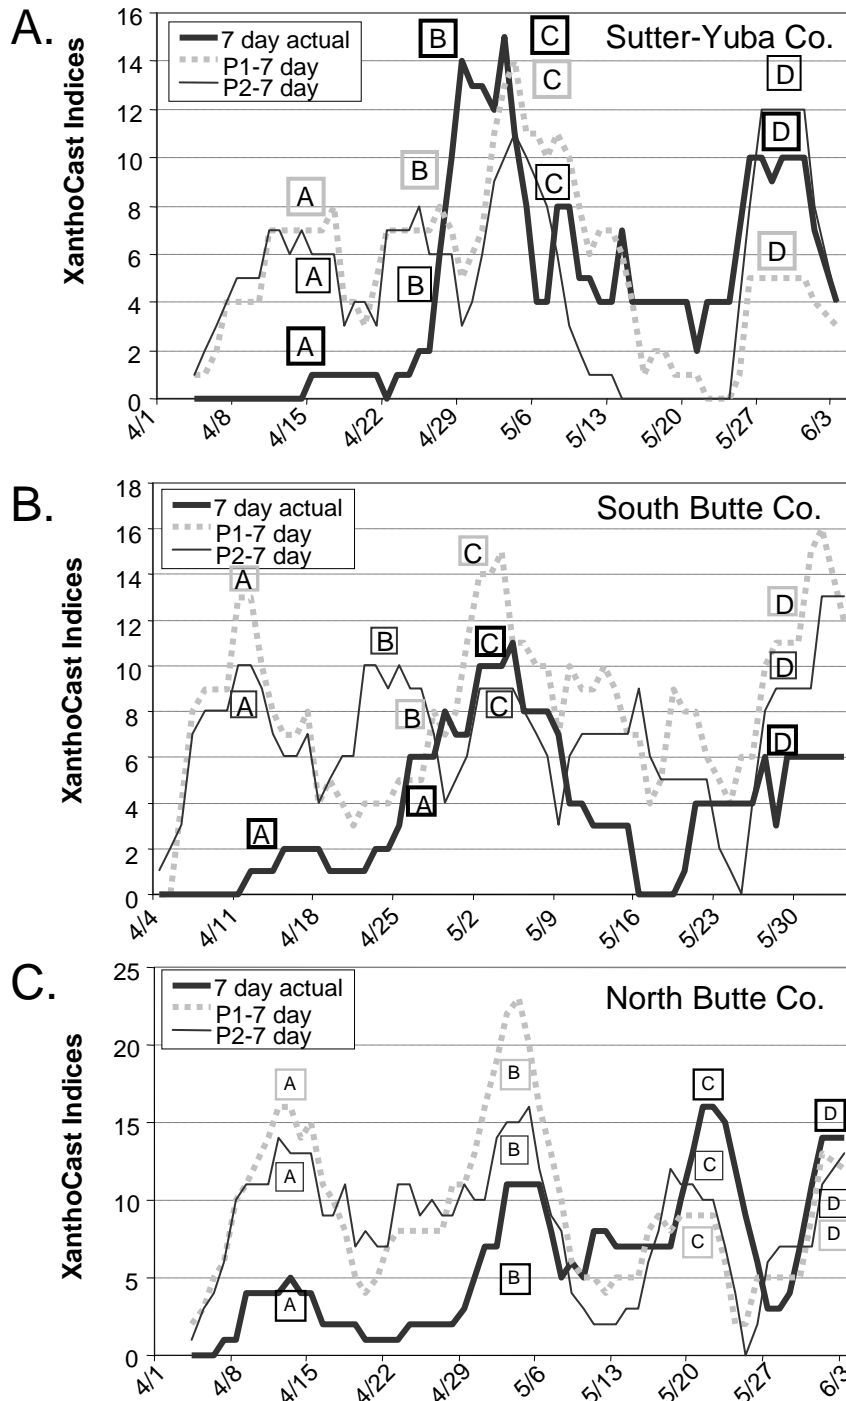 A.
Sutter-Yuba Co.
7 day actual
P1-7 day
P2-7 day
XanthoCast Indices
16
14
12
10
8
6
4
2
0
B
C
C
D
D
B
A
C
D
A
B
A
4/1
4/8
4/15
4/22
4/29
5/6
5/13
5/20
5/27
6/3
B.
South Butte Co.
7 day actual
P1-7 day
P2-7 day
XanthoCast Indices
18
16
14
12
10
8
6
4
2
0
A
C
D
B
C
D
A
B
C
D
A
A
4/4
4/11
4/18
4/25
5/2
5/9
5/16
5/23
5/30
C.
North Butte Co.
7 day actual
P1-7 day
P2-7 day
XanthoCast Indices
25
20
15
10
5
0
A
B
C
D
A
B
C
D
A
B
C
D
4/1
4/8
4/15
4/22
4/29
5/6
5/13
5/20
5/27
6/3